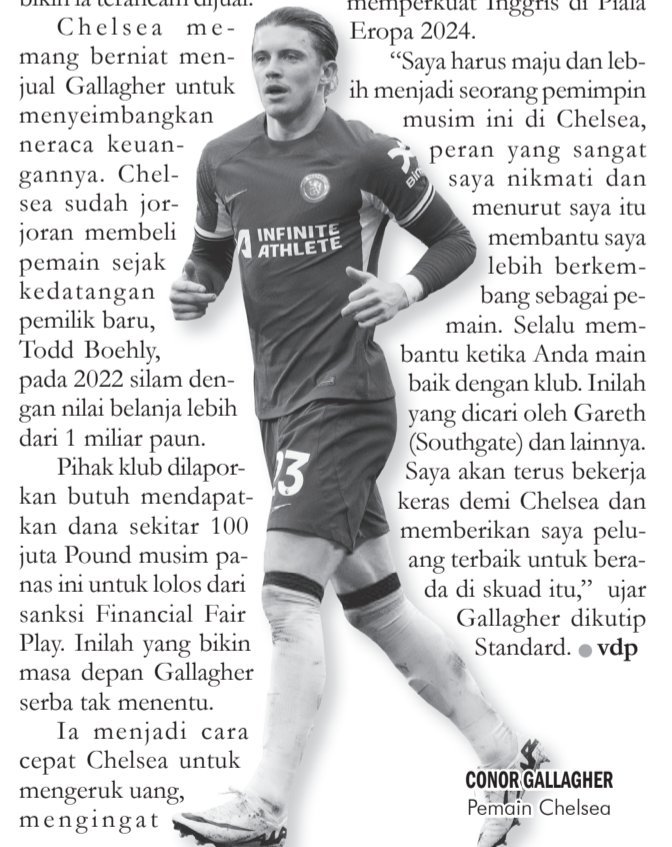 bikin ia terancam dijual.
Chelsea me-
mang berniat men-
jual Gallagher untuk
menyeimbangkan
neraca keuan-
gannya. Chel-
sea sudah jor-
joran membeli
pemain sejak
kedatangan
pemilik baru,
Todd Boehly,
pada 2022 silam den-
gan nilai belanja lebih
dari 1 miliar paun.
Pihak klub dilapor-
kan butuh mendapat-
kan dana sekitar 100
juta Pound musim pa-
nas ini untuk lolos dari
sanksi Financial Fair
Play. Inilah yang bikin
masa depan Gallagher
serba tak menentu.
Ia menjadi cara
cepat Chelsea untuk
mengeruk uang,
mengingat
memperkuat Inggris di Piala
Eropa 2024.
“Saya harus maju dan leb-
ih menjadi seorang pemimpin
musim ini di Chelsea,
peran yang sangat
saya nikmati dan
menurut saya itu
membantu saya
lebih berkem-
bang sebagai pe-
main. Selalu mem-
bantu ketika Anda main
baik dengan klub. Inilah
yang dicari oleh Gareth
(Southgate) dan lainnya.
Saya akan terus bekerja
keras demi Chelsea dan
memberikan saya pelu-
ang terbaik untuk bera-
da di skuad itu,” ujar
Gallagher dikutip
Standard. ● vdp
INFINITE
ATHLETE
23
CONOR GALLAGHER
Pemain Chelsea